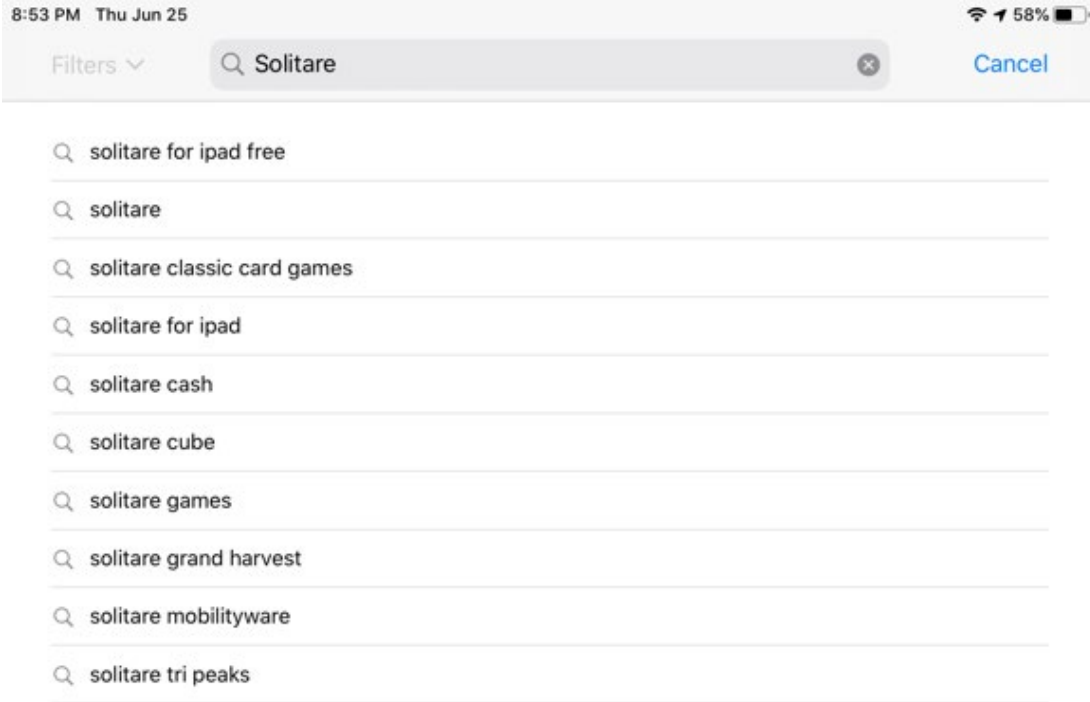 8:53 PM Thu Jun 25 58%
Filters Solitare Cancel
solitare for ipad free
solitare
solitare classic card games
solitare for ipad
solitare cash
solitare cube
solitare games
solitare grand harvest
solitare mobilityware
solitare tri peaks